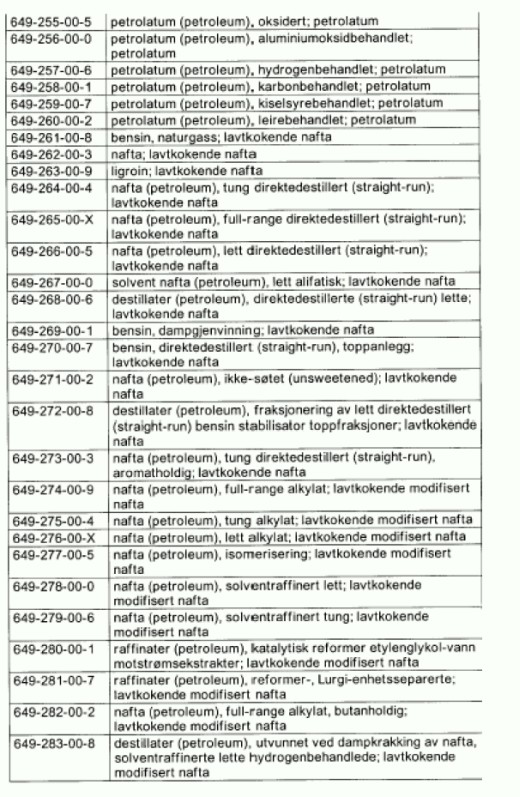 649-255-00-5 petrolatum (petroleum), oksidert; petrolatum
649-256-00-0 petrolatum (petroleum), aluminiumoksidbehandlet;
petrolatum
649-257-00-6 petrolatum (petroleum), hydrogenbehandlet; petrolatum
649-258-00-1 petrolatum (petroleum), karbonbehandlet; petrolatum
649-259-00-7 petrolatum (petroleum), kiselsyrebehandlet; petrolatum
649-260-00-2 petrolatum (petroleum), leirebehandlet; petrolatum
649-261-00-8 bensin, naturgass; lavtkokende nafta
649-262-00-3 nafta; lavtkokende nafta
649-263-00-9 ligroin; lavtkokende nafta
649-264-00-4 nafta (petroleum), tung direktedestillert (straight-run);
lavtkokende nafta
649-265-00-X nafta (petroleum), full-range direktedestillert (straight-run);
lavtkokende nafta
649-266-00-5 nafta (petroleum), lett direktedestillert (straight-run);
lavtkokende nafta
649-267-00-0 solvent nafta (petroleum), lett alifatisk; lavtkokende nafta
649-268-00-6 destillater (petroleum), direktedestillerte (straight-run) lette;
lavtkokende nafta
649-269-00-1 bensin, dampgjenvinning; lavtkokende nafta
649-270-00-7 bensin, direktedestillert (straight-run), toppanlegg;
lavtkokende nafta
649-271-00-2 nafta (petroleum), ikke-søtet (unsweetened); lavtkokende
nafta
649-272-00-8 destillater (petroleum), fraksjonering av lett direktedestillert
(straight-run) bensin stabilisator toppfraksjoner; lavtkokende
nafta
649-273-00-3 nafta (petroleum), tung direktedestillert (straight-run),
aromatholdig; lavtkokende nafta
649-274-00-9 nafta (petroleum), full-range alkylat; lavtkokende modifisert
nafta
649-275-00-4 nafta (petroleum), tung alkylat; lavtkokende modifisert nafta
649-276-00-X nafta (petroleum), lett alkylat; lavtkokende modifisert nafta
649-277-00-5 nafta (petroleum), isomerisering; lavtkokende modifisert
nafta
649-278-00-0 nafta (petroleum), solventraffinert lett; lavtkokende
modifisert nafta
649-279-00-6 nafta (petroleum), solventraffinert tung; lavtkokende
modifisert nafta
649-280-00-1 raffinater (petroleum), katalytisk reformer etylenglykol-vann
motstrømsekstrakter; lavtkokende modifisert nafta
649-281-00-7 raffinater (petroleum), reformer-, Lurgi-enhetsseparerte;
lavtkokende modifisert nafta
649-282-00-2 nafta (petroleum), full-range alkylat, butanholdig;
lavtkokende modifisert nafta
649-283-00-8 destillater (petroleum), utvunnet ved dampkrakking av nafta,
solventraffinerte lette hydrogenbehandlede; lavtkokende
modifisert nafta